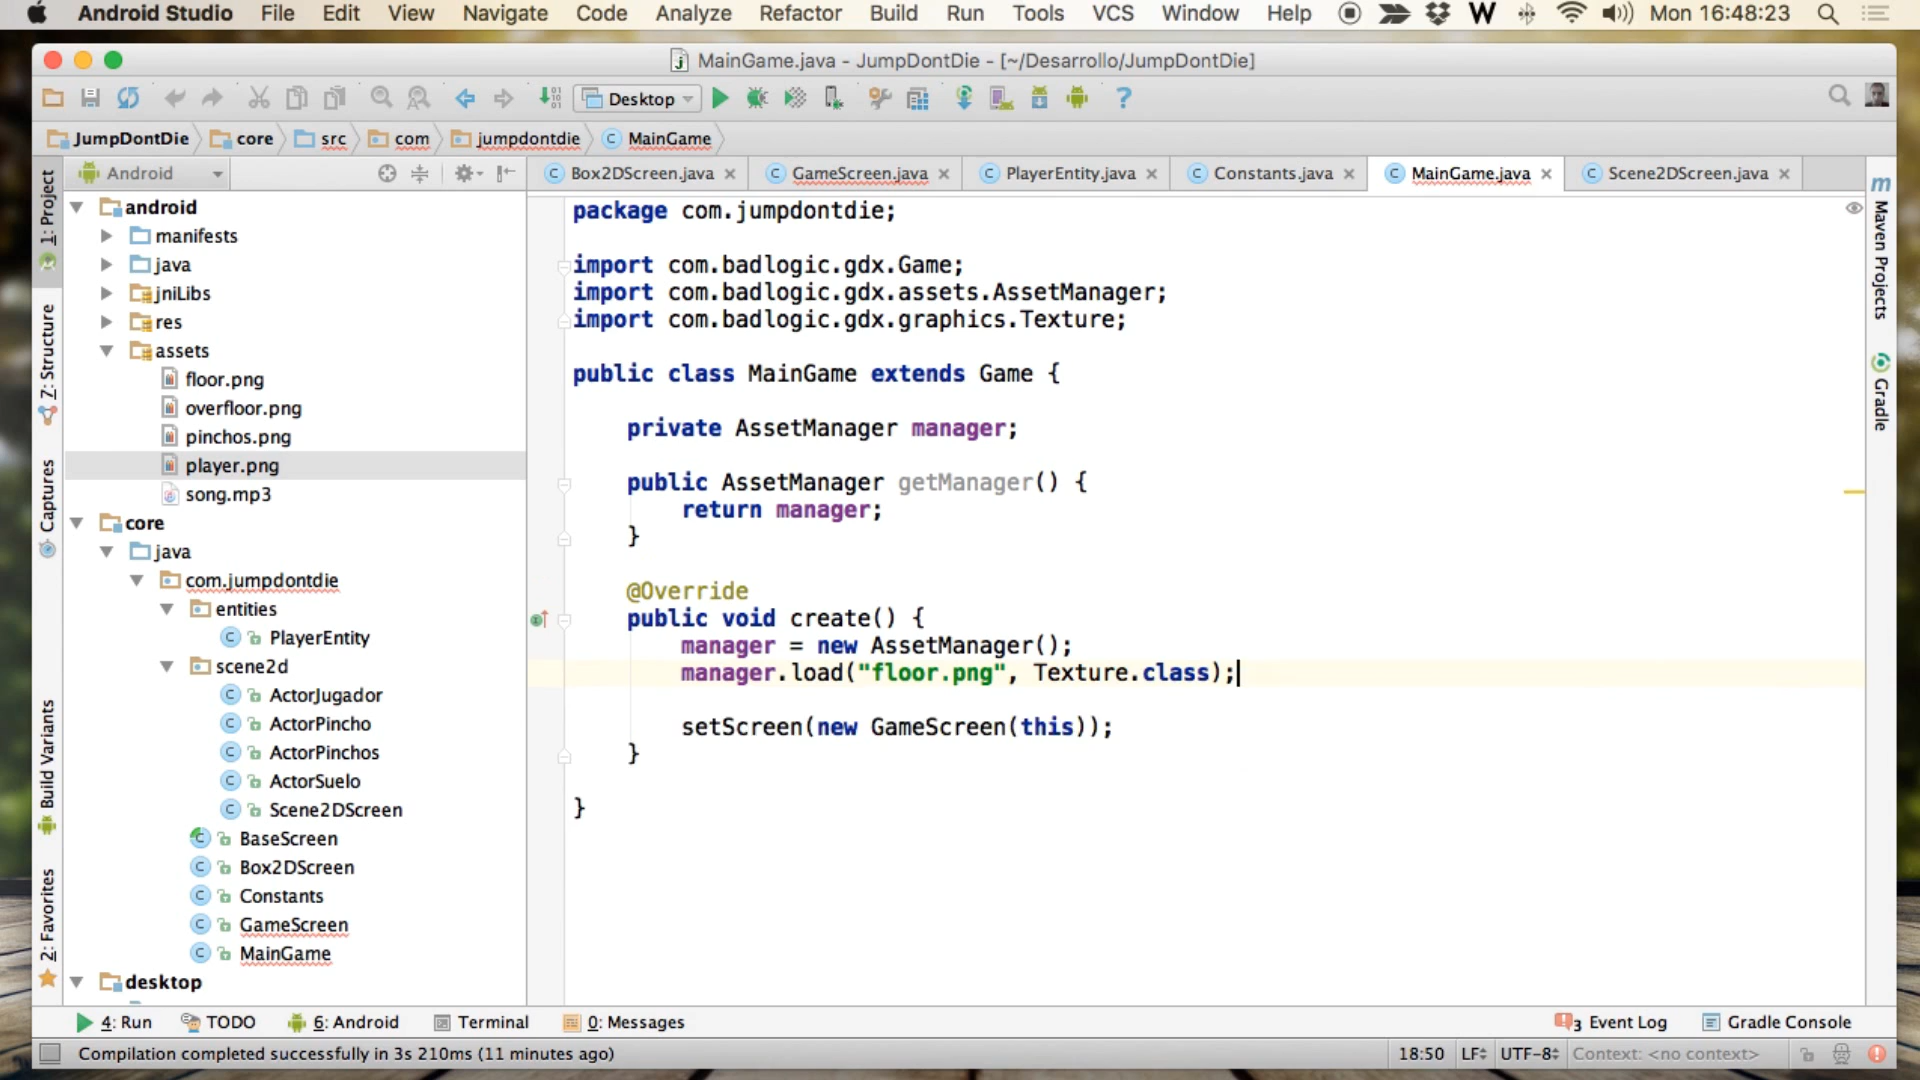 Android Studio File Edit View Navigate Code Analyze Refactor Build Run Tools VCS Window Help W Mon 16:48:23
MainGame.java - JumpDontDie - [~/Desarrollo/JumpDontDie]
Desktop ?
JumpDontDie core src com jumpdontdie MainGame
Android
Box2DScreen.java GameScreen.java PlayerEntity.java Constants.java MainGame.java Scene2DScreen.java
1: Project
Z: Structure
Captures
Build Variants
2: Favorites
android
manifests
java
jniLibs
res
assets
floor.png
overfloor.png
pinchos.png
player.png
song.mp3
core
java
com.jumpdontdie
entities
PlayerEntity
scene2d
ActorJugador
ActorPincho
ActorPinchos
ActorSuelo
Scene2DScreen
BaseScreen
Box2DScreen
Constants
GameScreen
MainGame
desktop
package com.jumpdontdie;
import com.badlogic.gdx.Game;
import com.badlogic.gdx.assets.AssetManager;
import com.badlogic.gdx.graphics.Texture;
public class MainGame extends Game {
private AssetManager manager;
public AssetManager getManager() {
return manager;
}
@Override
public void create() {
manager = new AssetManager();
manager.load("floor.png", Texture.class);
setScreen(new GameScreen(this));
}
}
Maven Projects
Gradle
4: Run TODO 6: Android Terminal 0: Messages 3 Event Log Gradle Console
Compilation completed successfully in 3s 210ms (11 minutes ago) 18:50 LF UTF-8 Context: <no context>